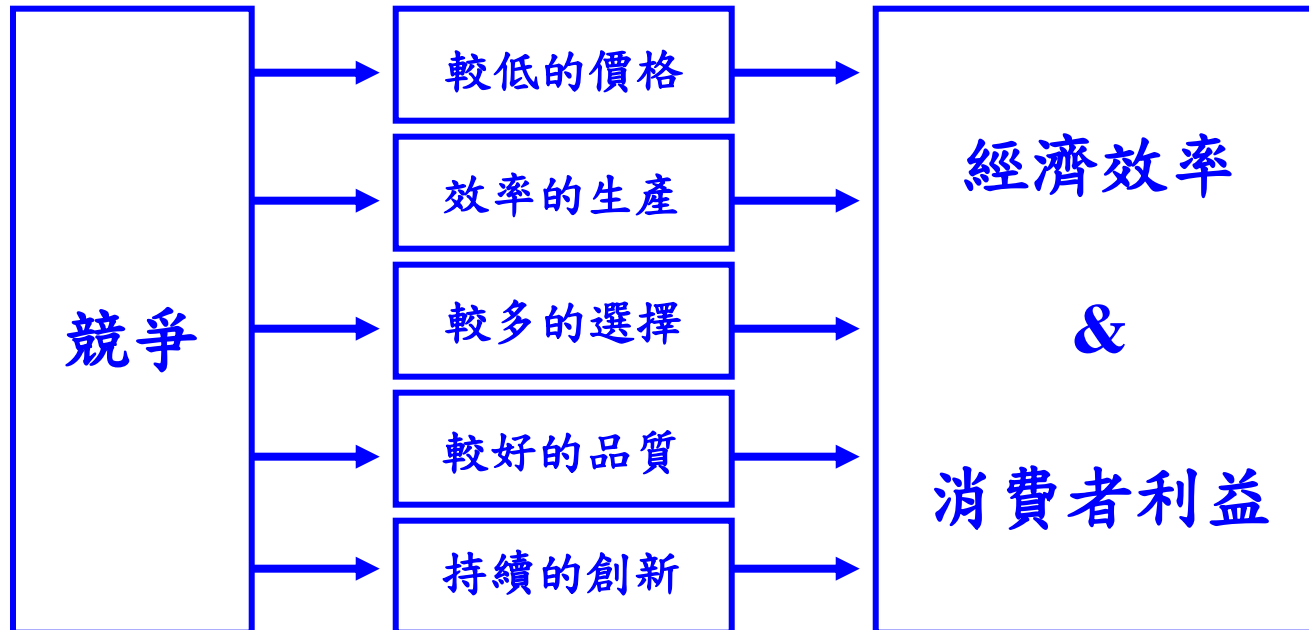 競爭
較低的價格
效率的生產
較多的選擇
較好的品質
持續的創新
經濟效率
&
消費者利益